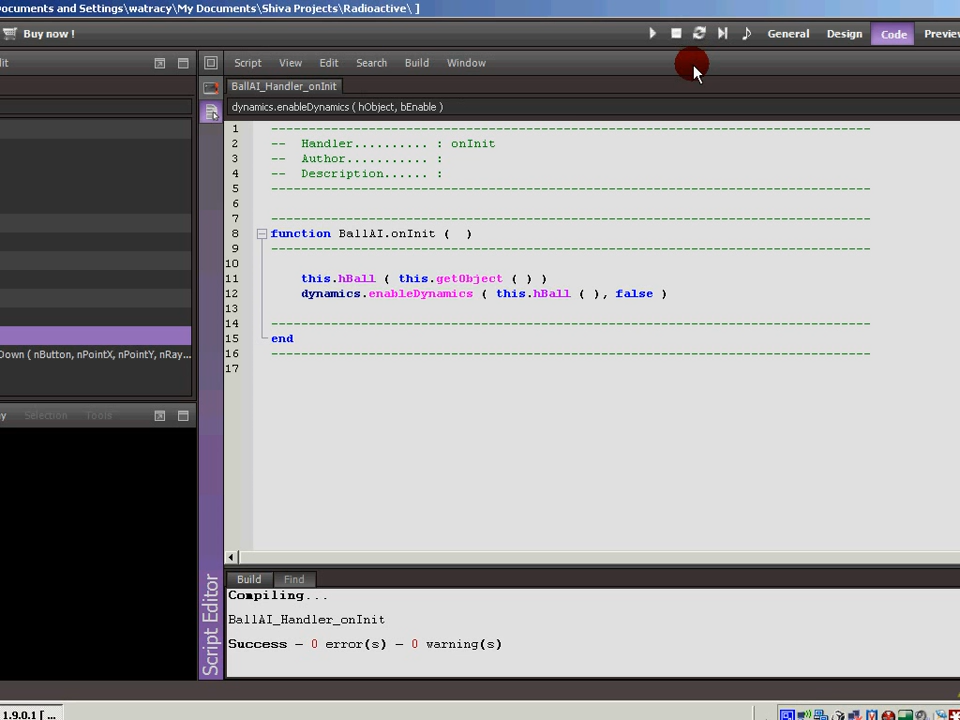 ocuments and Settings\watracy\My Documents\Shiva Projects\Radioactive\ ]
Buy now !
General Design Code Preview
it
Script View Edit Search Build Window
BallAI_Handler_onInit
dynamics.enableDynamics ( hObject, bEnable )
1 --------------------------------------------------------------------------------
2 -- Handler.......... : onInit
3 -- Author........... :
4 -- Description...... :
5 --------------------------------------------------------------------------------
6
7 --------------------------------------------------------------------------------
8 function BallAI.onInit ( )
9 --------------------------------------------------------------------------------
10
11 this.hBall ( this.getObject ( ) )
12 dynamics.enableDynamics ( this.hBall ( ), false )
13
14 --------------------------------------------------------------------------------
15 end
16 --------------------------------------------------------------------------------
17
Down ( nButton, nPointX, nPointY, nRay...
y Selection Tools
Script Editor
Build Find
Compiling...
BallAI_Handler_onInit
Success - 0 error(s) - 0 warning(s)
1.9.0.1 [ ...